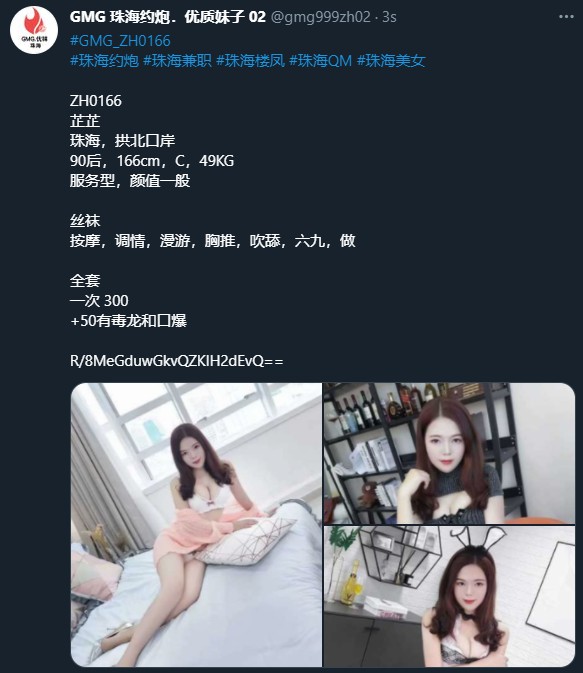 GMG 珠海约炮．优质妹子 02 @gmg999zh02 · 3s
GMG.优质
珠海
#GMG_ZH0166
#珠海约炮 #珠海兼职 #珠海楼凤 #珠海QM #珠海美女
ZH0166
芷芷
珠海，拱北口岸
90后，166cm，C，49KG
服务型，颜值一般
丝袜
按摩，调情，漫游，胸推，吹舔，六九，做
全套
一次 300
+50有毒龙和口爆
R/8MeGduwGkvQZKIH2dEvQ==